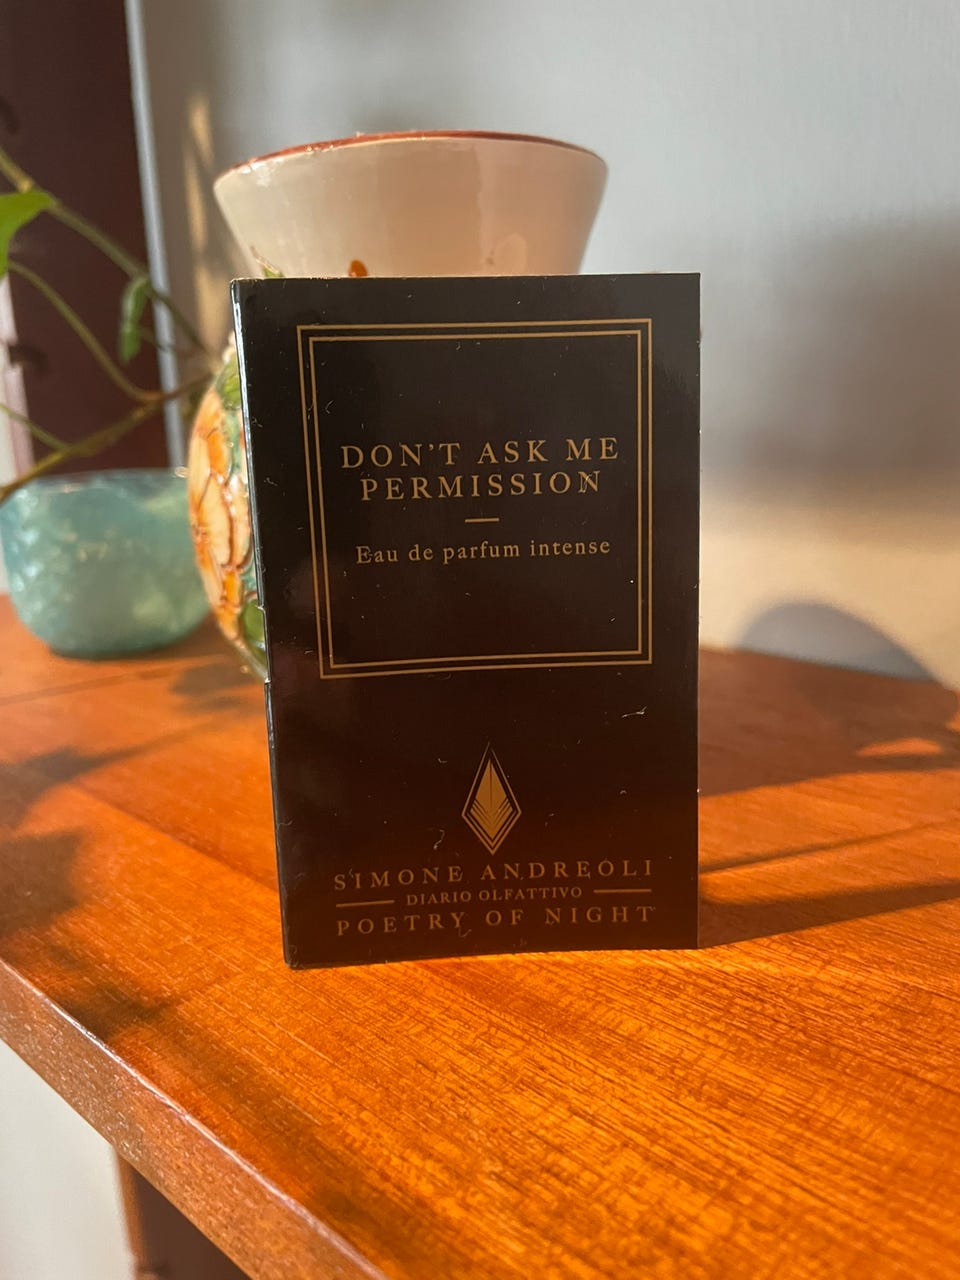 DON'T ASK ME
PERMISSION
Eau de parfum intense
SIMONE ANDREOLI
DIARIO OLFATTIVO
POETRY OF NIGHT